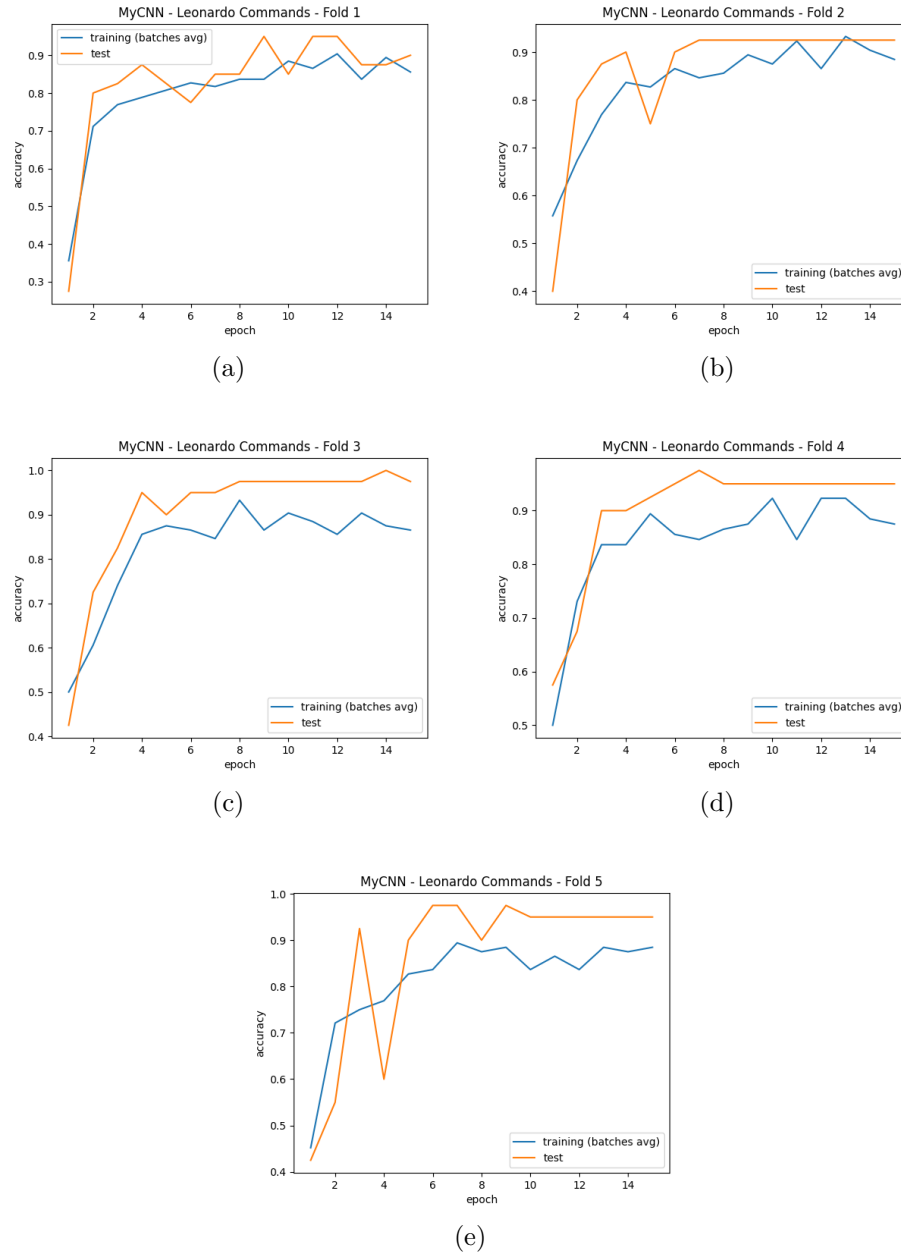 MyCNN - Leonardo Commands - Fold 1
training (batches avg)
test
accuracy
0.9
0.8
0.7
0.6
0.5
0.4
0.3
2 4 6 8 10 12 14
epoch
(a)
MyCNN - Leonardo Commands - Fold 2
accuracy
0.9
0.8
0.7
0.6
0.5
0.4
training (batches avg)
test
2 4 6 8 10 12 14
epoch
(b)
MyCNN - Leonardo Commands - Fold 3
accuracy
1.0
0.9
0.8
0.7
0.6
0.5
0.4
training (batches avg)
test
2 4 6 8 10 12 14
epoch
(c)
MyCNN - Leonardo Commands - Fold 4
accuracy
0.9
0.8
0.7
0.6
0.5
training (batches avg)
test
2 4 6 8 10 12 14
epoch
(d)
MyCNN - Leonardo Commands - Fold 5
accuracy
1.0
0.9
0.8
0.7
0.6
0.5
0.4
training (batches avg)
test
2 4 6 8 10 12 14
epoch
(e)